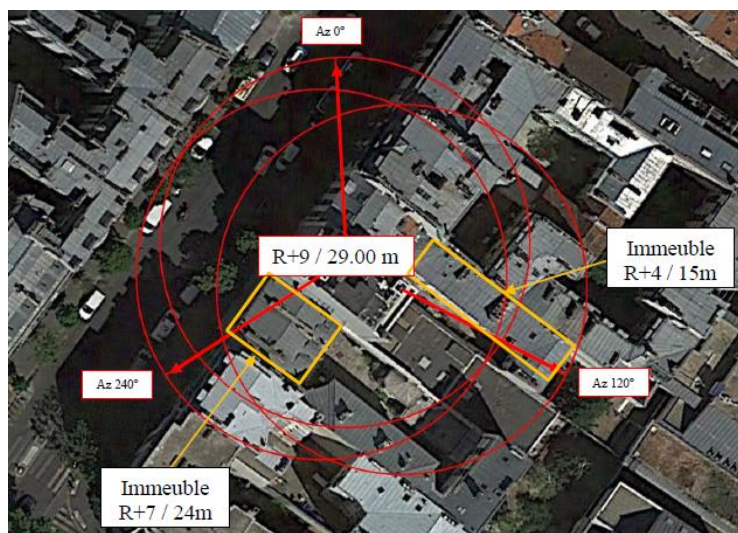 Az 0°
R+9 / 29.00 m
Immeuble
R+4 / 15m
Az 240°
Az 120°
Immeuble
R+7 / 24m